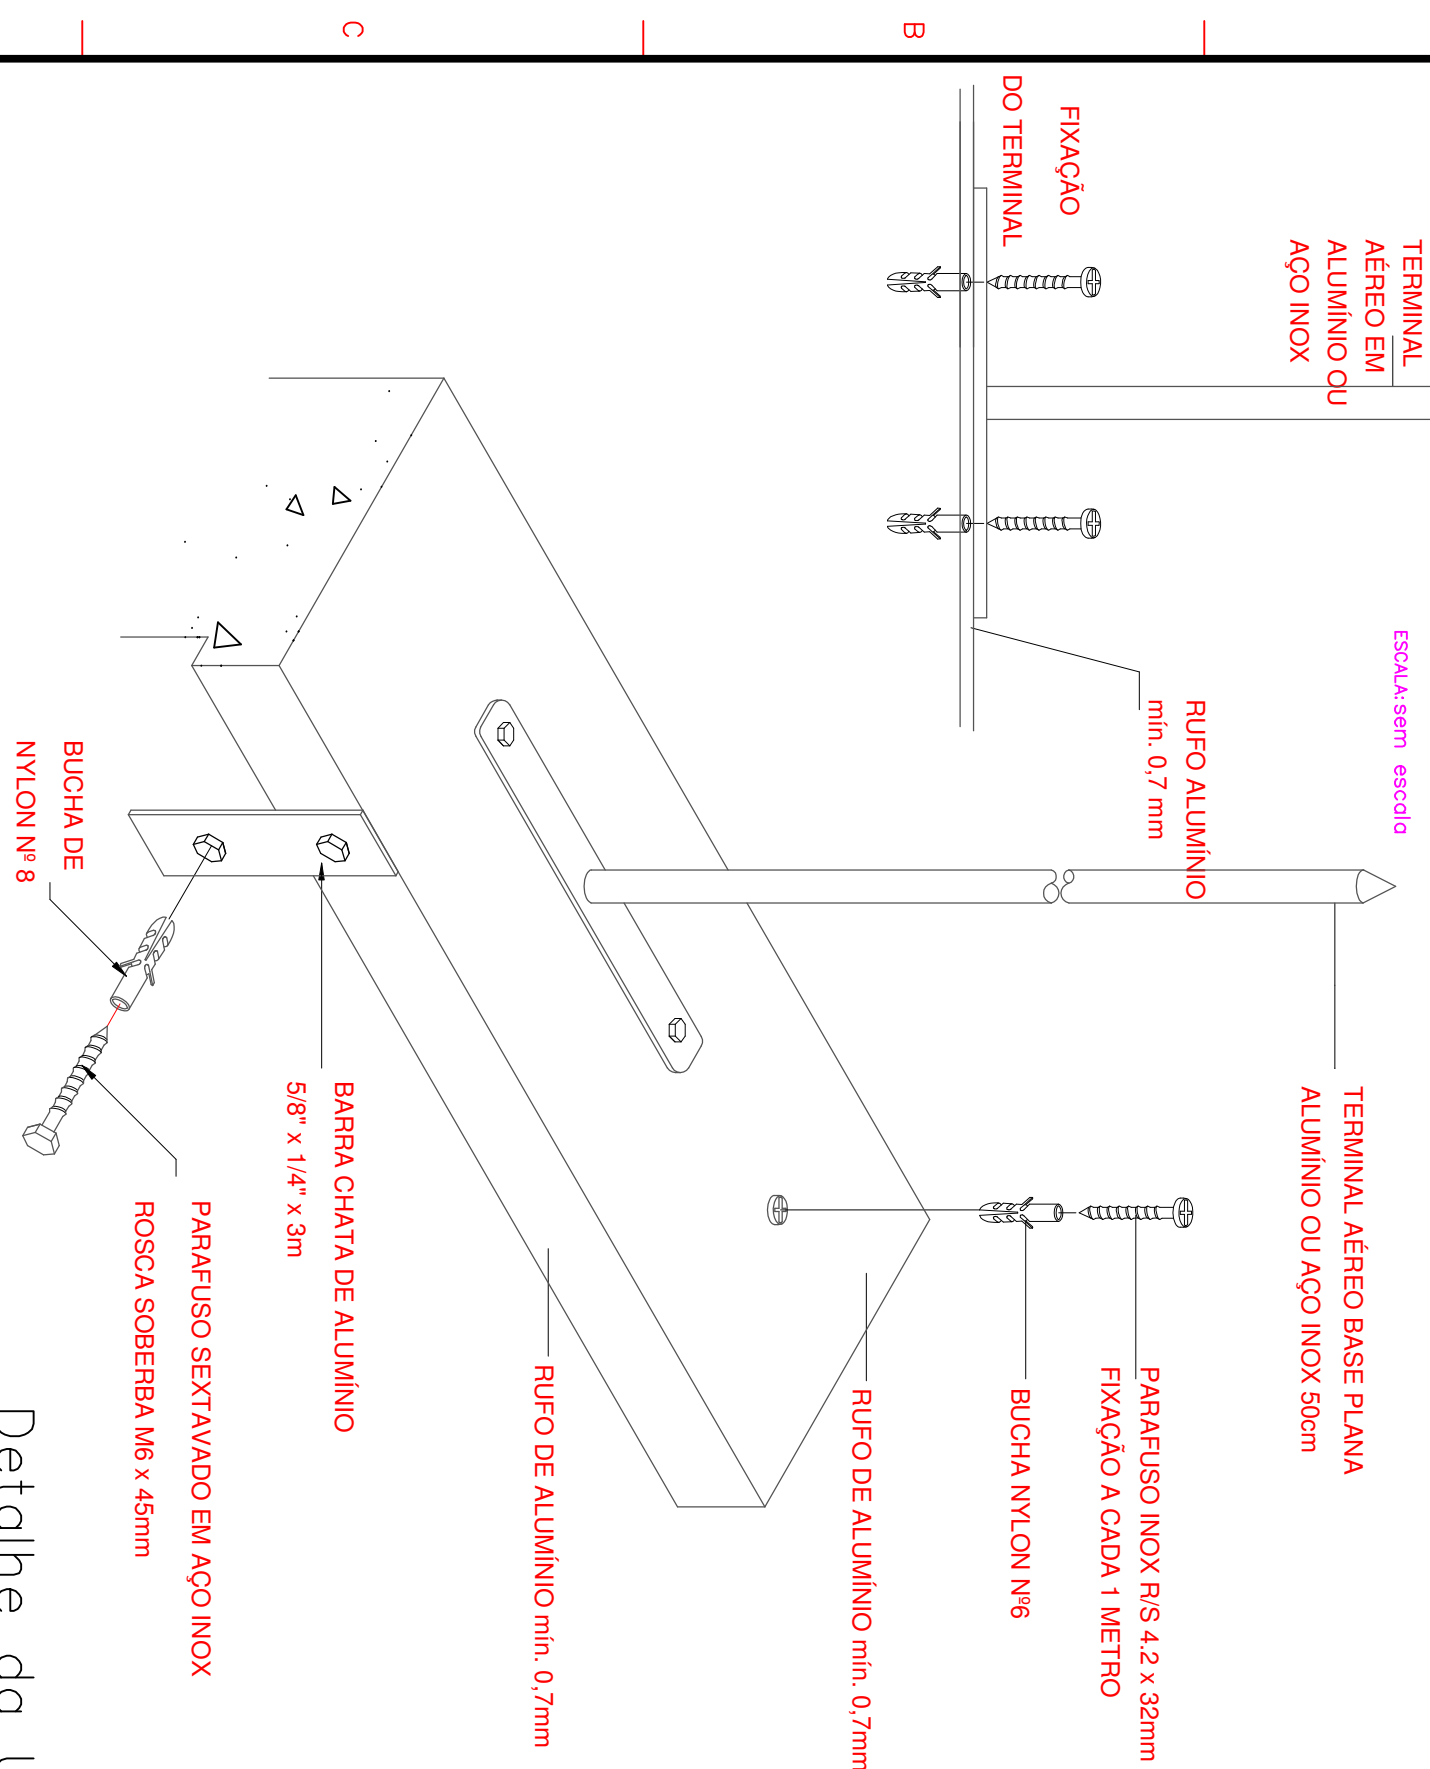 C
B
TERMINAL
AÉREO EM
ALUMÍNIO OU
AÇO INOX
FIXAÇÃO
DO TERMINAL
ESCALA: sem escala
RUFO ALUMÍNIO
mín. 0,7 mm
TERMINAL AÉREO BASE PLANA
ALUMÍNIO OU AÇO INOX 50cm
PARAFUSO INOX R/S 4.2 x 32mm
FIXAÇÃO A CADA 1 METRO
BUCHA NYLON Nº6
RUFO DE ALUMÍNIO mín. 0,7mm
RUFO DE ALUMÍNIO mín. 0,7mm
BARRA CHATA DE ALUMÍNIO
5/8" x 1/4" x 3m
PARAFUSO SEXTAVADO EM AÇO INOX
ROSCA SOBERBA M6 x 45mm
BUCHA DE
NYLON Nº 8
Detalhe da